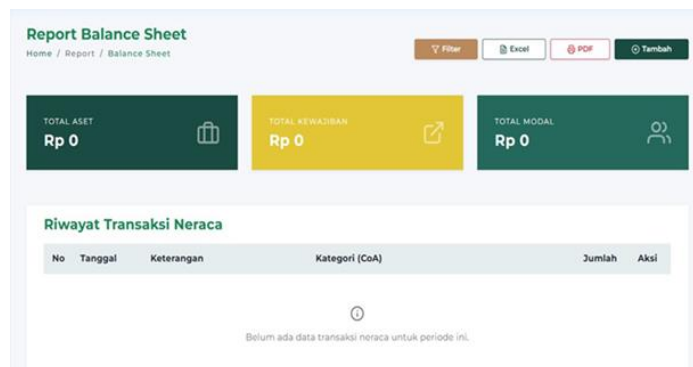 Report Balance Sheet
Home / Report / Balance Sheet
Filter
Excel
PDF
Tambah
TOTAL ASET
Rp 0
TOTAL KEWAJIBAN
Rp 0
TOTAL MODAL
Rp 0
Riwayat Transaksi Neraca
No Tanggal Keterangan Kategori (CoA) Jumlah Aksi
Belum ada data transaksi neraca untuk periode ini.